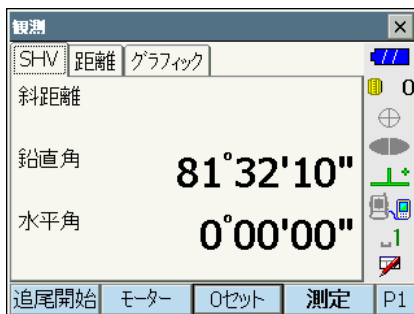 観測
SHV 距離 グラフィック
斜距離
0
鉛直角 81°32'10"
水平角 0°00'00"
1
追尾開始 モーター 0セット 測定 P1